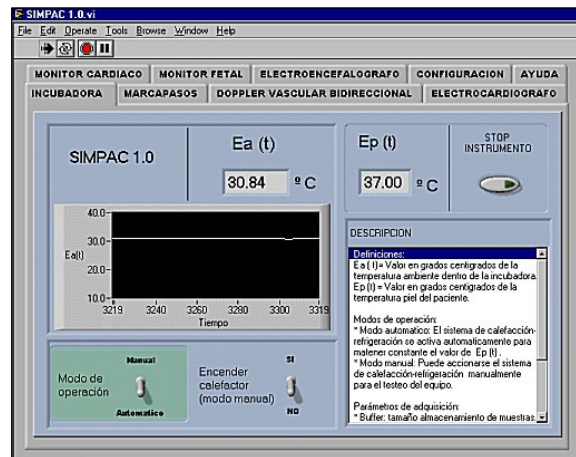 SIMPAC 1.0.vi
File Edit Operate Tools Browse Window Help
MONITOR CARDIACO MONITOR FETAL ELECTROENCEFALOGRAFO CONFIGURACION AYUDA
INCUBADORA MARCAPASOS DOPPLER VASCULAR BIDIRECCIONAL ELECTROCARDIOGRAFO
SIMPAC 1.0
Ea (t)
30.84 º C
Ep (t)
37.00 º C
STOP
INSTRUMENTO
40.0
30.0
Ea(t)
20.0
10.0
3219 3240 3260 3280 3300 3319
Tiempo
DESCRIPCION
Definiciones:
Ea ( t)= Valor en grados centigrados de la
temperatura ambiente dentro de la incubadora.
Ep (t)= Valor en grados centigrados de la
temperatura piel del paciente.
Modos de operación:
* Modo automatico: El sistema de calefacción-
refrigeración se activa automaticamente para
matener constante el valor de Ep (t) .
* Modo manual: Puede accionarse el sistema
de calefacción-refrigeración manualmente
para el testeo del equipo.
Parámetros de adquisición:
* Buffer: tamaño almacenamiento de muestras.
Modo de
operación
Manual
Automatico
Encender
calefactor
(modo manual)
SI
NO